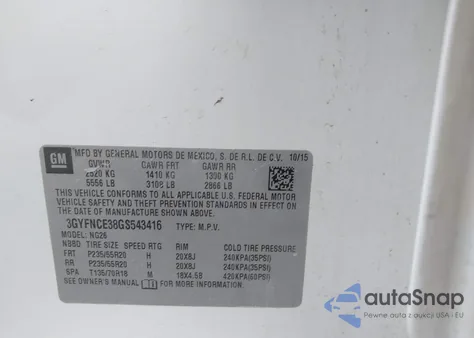 GM
MFD BY GENERAL MOTORS DE MEXICO, S. DE R.L. DE C.V. 10/15
GVWR GAWR FRT GAWR RR
2520 KG 1410 KG 1300 KG
5556 LB 3108 LB 2866 LB
THIS VEHICLE CONFORMS TO ALL APPLICABLE U.S. FEDERAL MOTOR
VEHICLE SAFETY AND THEFT PREVENTION STANDARDS IN EFFECT ON
THE DATE OF MANUFACTURE SHOWN ABOVE.
3GYFNCE38GS543416 TYPE: M.P.V.
MODEL: NG26
TIRE SIZE SPEED RTG RIM COLD TIRE PRESSURE
FRT P235/55R20 H 20X8J 240KPA(35PSI)
RR P235/55R20 H 20X8J 240KPA(35PSI)
SPA T135/70R18 M 18X4.5B 420KPA(60PSI)
SEE OWNER'S MANUAL FOR ADDITIONAL INFORMATION.
autoSnap
Pewne auta z aukcji USA i EU